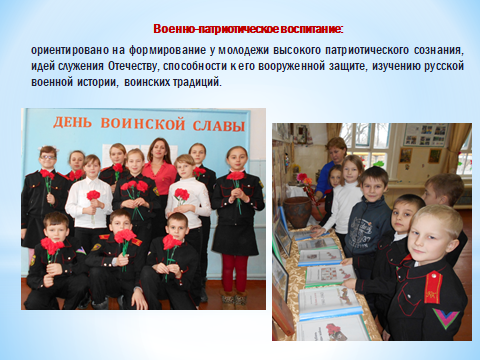 Военно-патриотическое воспитание:
ориентировано на формирование у молодежи высокого патриотического сознания,
идей служения Отечеству, способности к его вооруженной защите, изучению русской
военной истории, воинских традиций.
ДЕНЬ ВОИНСКОЙ СЛАВЫ